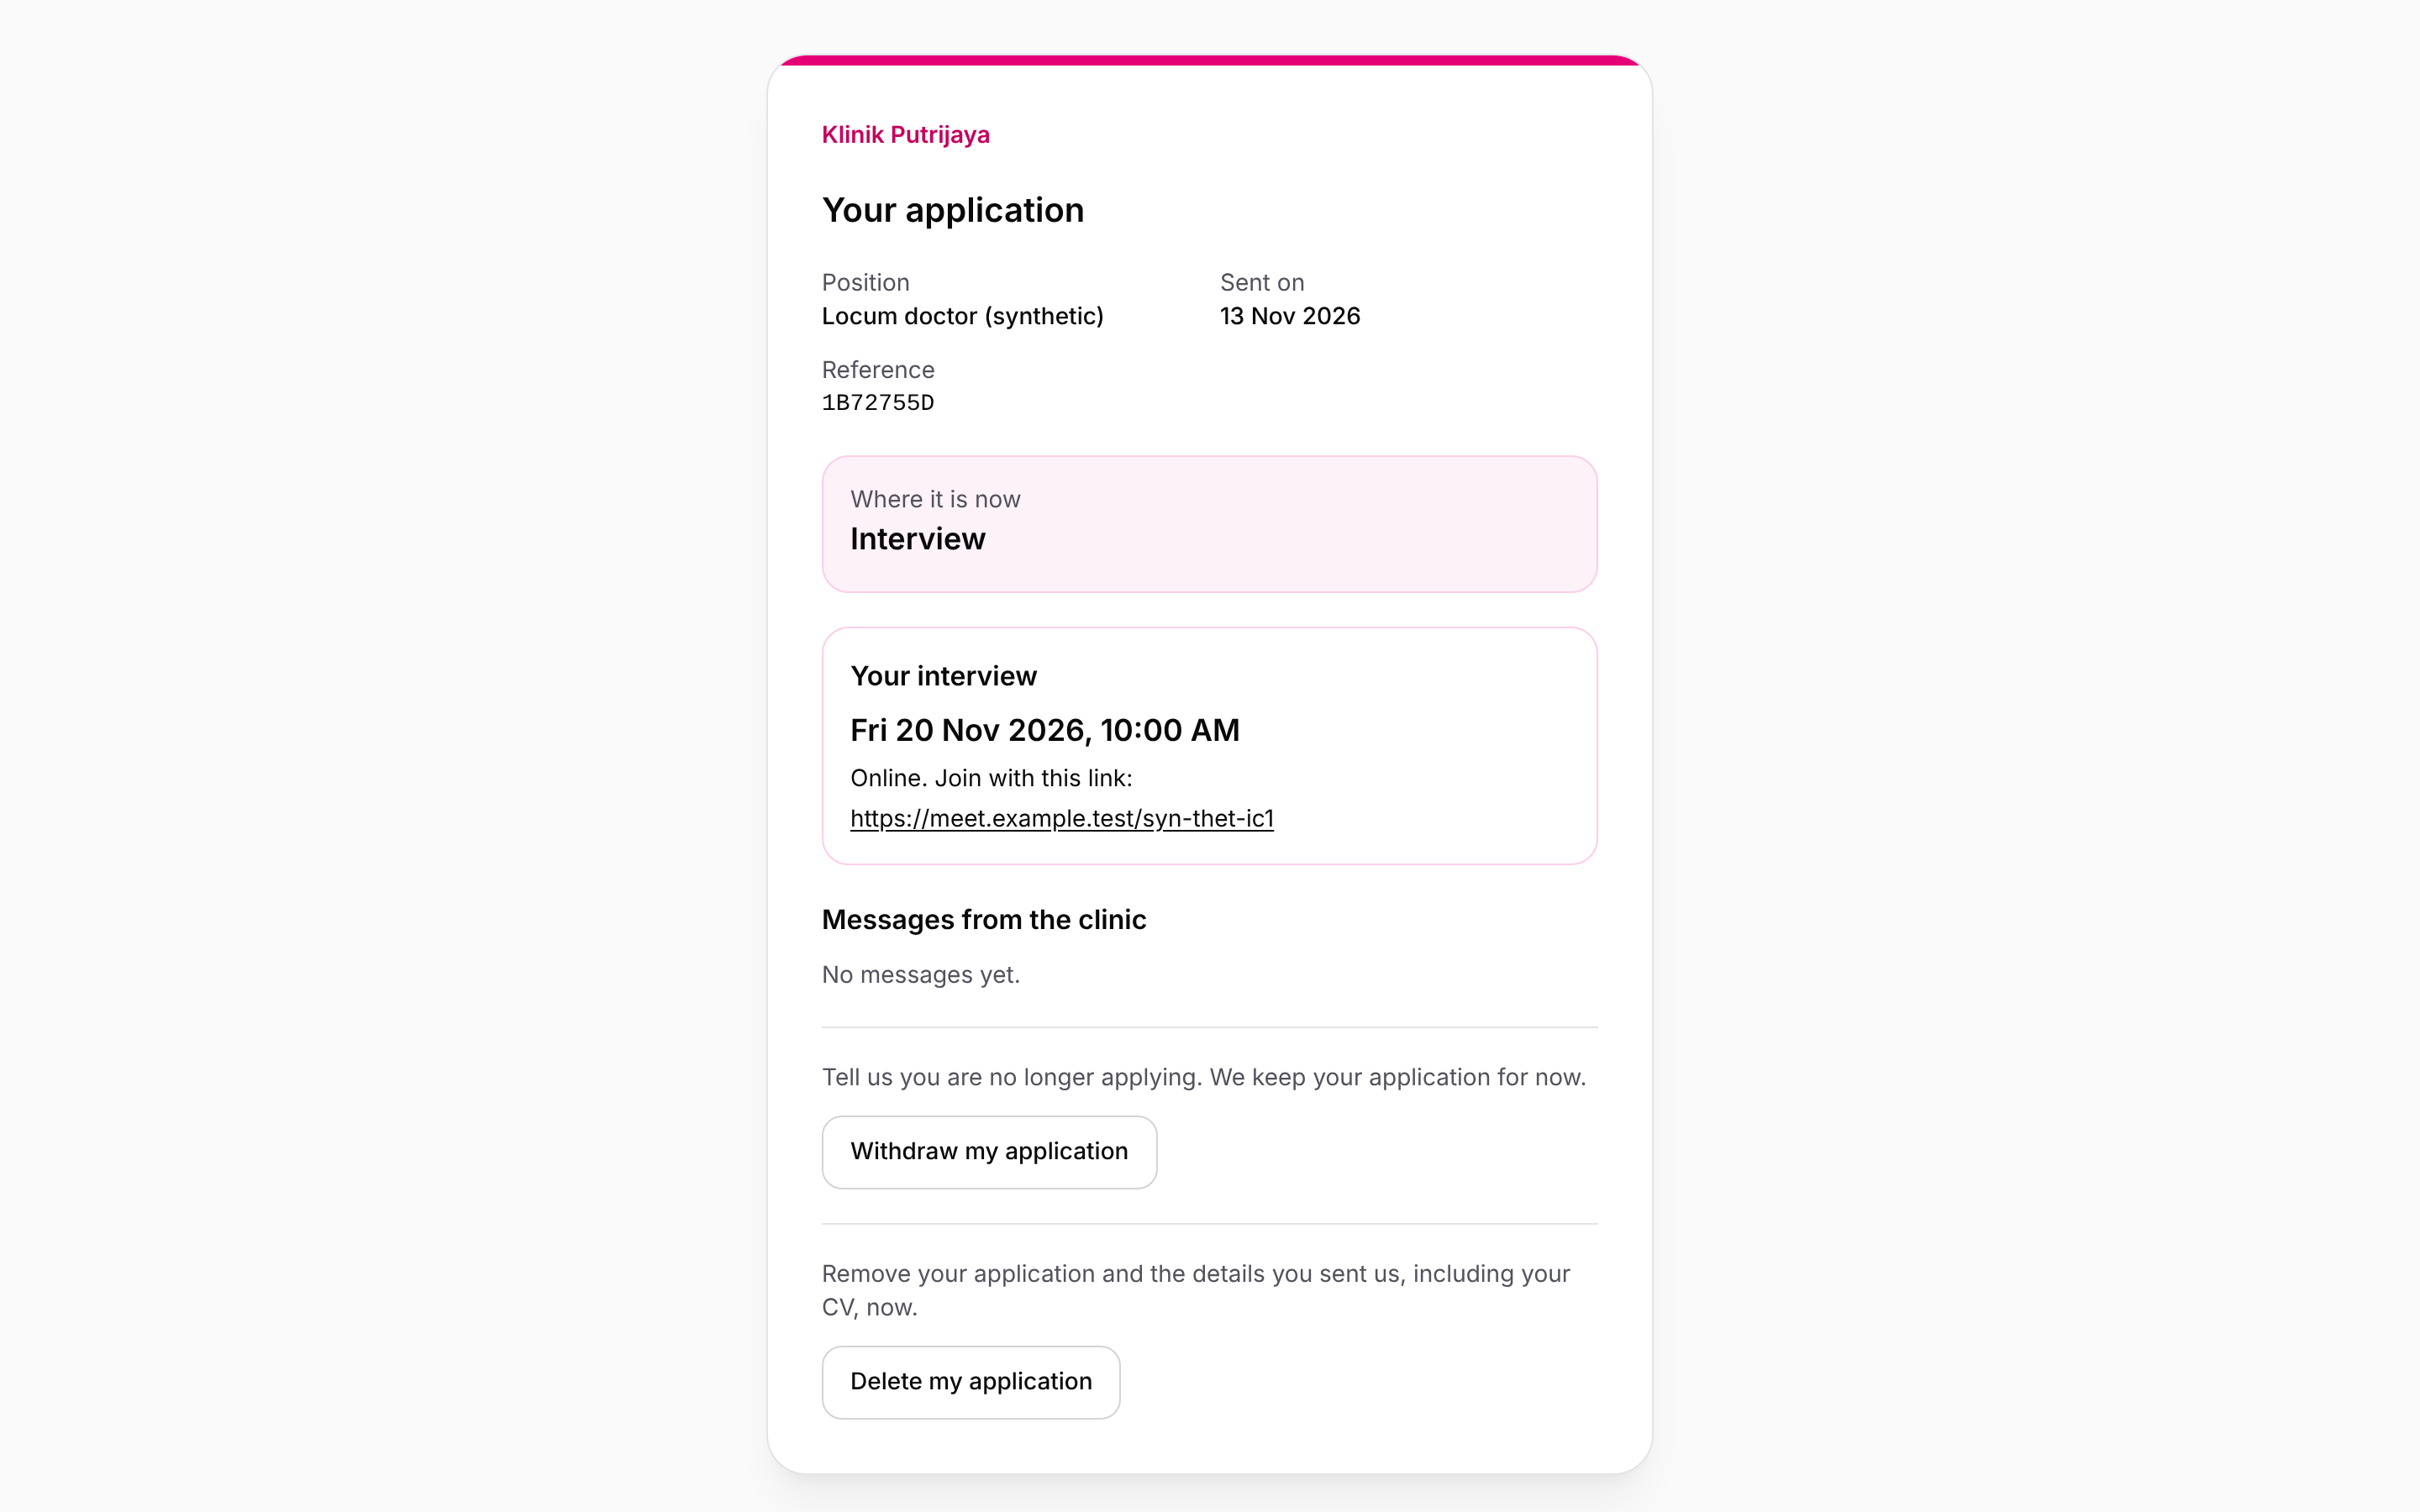 Klinik Putrijaya
Your application
Position
Locum doctor (synthetic)
Sent on
13 Nov 2026
Reference
1B72755D
Where it is now
Interview
Your interview
Fri 20 Nov 2026, 10:00 AM
Online. Join with this link:
https://meet.example.test/syn-thet-ic1
Messages from the clinic
No messages yet.
Tell us you are no longer applying. We keep your application for now.
Withdraw my application
Remove your application and the details you sent us, including your
CV, now.
Delete my application